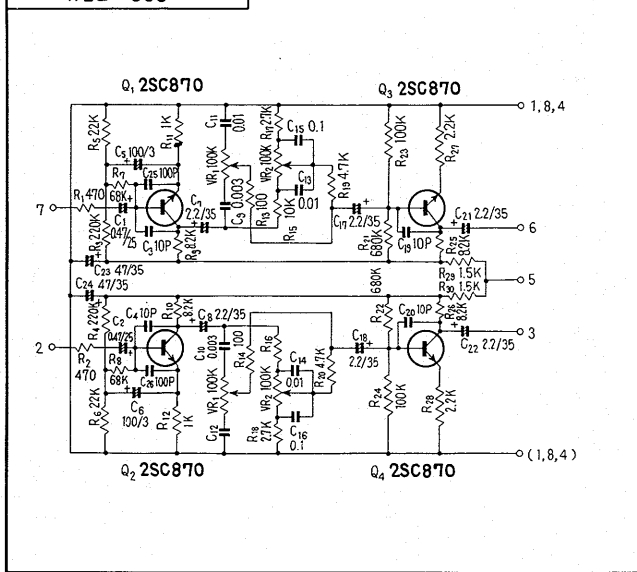 Q1 2SC870
Q3 2SC870
1,8,4
R5 22K
R11 1K
C11 0.01
R17 2.7K
C15 0.1
R23 100K
R27 2.2K
C5 100/3
R7 68K
C25 100P
VR1 100K
VR2 100K
C13 0.01
R19 4.7K
7
R1 470
C1 0.47/25
C7 2.2/35
C9 0.003
R13 100
10K
R15
C17 2.2/35
C21 2.2/35
6
R3 220K
C3 10P
R9 8.2K
R21 680K
C19 10P
R25 8.2K
C23 47/35
R29 1.5K
5
C24 47/35
R30 1.5K
R4 220K
C2 0.47/25
C4 10P
R10 8.2K
C8 2.2/35
680K
R22
C20 10P
R26 8.2K
2
R2 470
R8 68K
C26 100P
C10 0.003
R14 100
R16
C14 0.01
R20 4.7K
C18 2.2/35
C22 2.2/35
3
R6 22K
C6 100/3
R12 1K
VR1 100K
VR2 100K
C12
R18 2.7K
C16 0.1
R24 100K
R28 2.2K
Q2 2SC870
Q4 2SC870
(1,8,4)